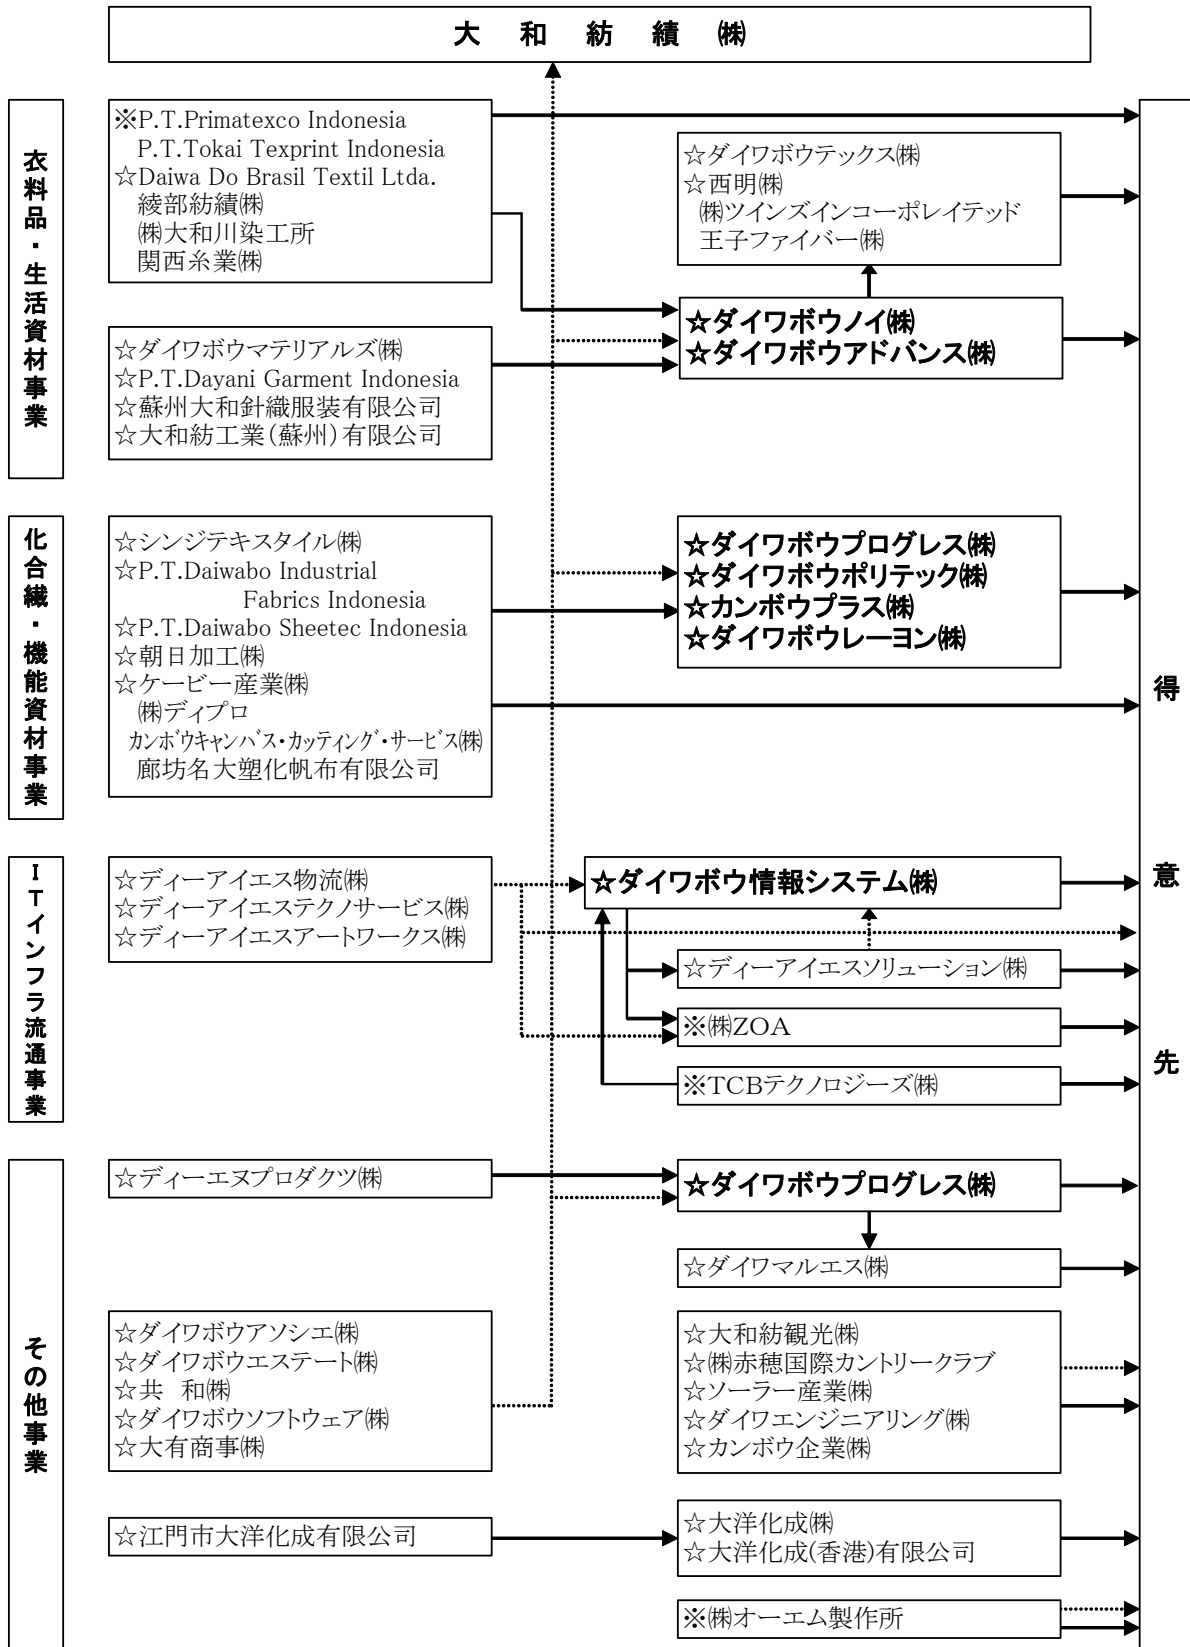 大和紡績㈱
衣料品・生活資材事業
※P.T.Primatexco Indonesia
P.T.Tokai Texprint Indonesia
☆Daiwa Do Brasil Textil Ltda.
綾部紡績㈱
㈱大和川染工所
関西糸業㈱
☆ダイワボウテックス㈱
☆西明㈱
㈱ツインズインコーポレイテッド
王子ファイバー㈱
☆ダイワボウノイ㈱
☆ダイワボウアドバンス㈱
☆ダイワボウマテリアルズ㈱
☆P.T.Dayani Garment Indonesia
☆蘇州大和針織服装有限公司
☆大和紡工業(蘇州)有限公司
化合繊・機能資材事業
☆シンジテキスタイル㈱
☆P.T.Daiwabo Industrial
Fabrics Indonesia
☆P.T.Daiwabo Sheetec Indonesia
☆朝日加工㈱
☆ケービー産業㈱
㈱ディプロ
カンボウキャンバス・カッティング・サービス㈱
廊坊名大塑化帆布有限公司
☆ダイワボウプログレス㈱
☆ダイワボウポリテック㈱
☆カンボウプラス㈱
☆ダイワボウレーヨン㈱
ITインフラ流通事業
☆ディーアイエス物流㈱
☆ディーアイエステクノサービス㈱
☆ディーアイエスアートワークス㈱
☆ダイワボウ情報システム㈱
☆ディーアイエスソリューション㈱
※㈱ZOA
※TCBテクノロジーズ㈱
その他事業
☆ディーエヌプロダクツ㈱
☆ダイワボウプログレス㈱
☆ダイワマルエス㈱
☆ダイワボウアソシエ㈱
☆ダイワボウエステート㈱
☆共 和㈱
☆ダイワボウソフトウェア㈱
☆大有商事㈱
☆大和紡観光㈱
☆㈱赤穂国際カントリークラブ
☆ソーラー産業㈱
☆ダイワエンジニアリング㈱
☆カンボウ企業㈱
☆江門市大洋化成有限公司
☆大洋化成㈱
☆大洋化成(香港)有限公司
※㈱オーエム製作所
得意先